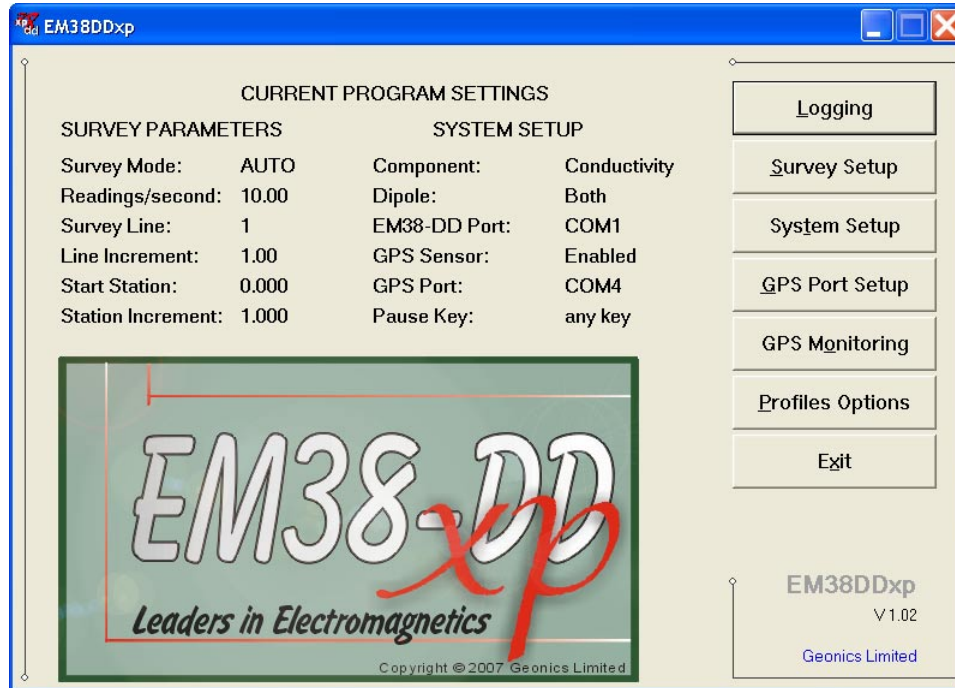 EM38DDxp
CURRENT PROGRAM SETTINGS
SURVEY PARAMETERS
Survey Mode: AUTO
Readings/second: 10.00
Survey Line: 1
Line Increment: 1.00
Start Station: 0.000
Station Increment: 1.000
SYSTEM SETUP
Component: Conductivity
Dipole: Both
EM38-DD Port: COM1
GPS Sensor: Enabled
GPS Port: COM4
Pause Key: any key
EM38-DD
xp
Leaders in Electromagnetics
Copyright © 2007 Geonics Limited
Logging
Survey Setup
System Setup
GPS Port Setup
GPS Monitoring
Profiles Options
Exit
EM38DDxp
V 1.02
Geonics Limited